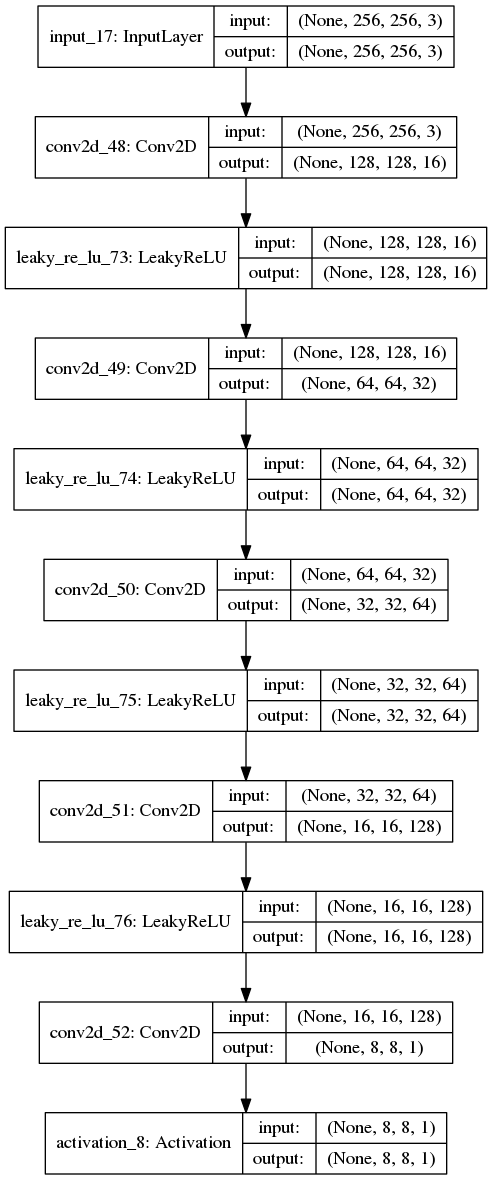 input_17: InputLayer
input: (None, 256, 256, 3)
output: (None, 256, 256, 3)
conv2d_48: Conv2D
input: (None, 256, 256, 3)
output: (None, 128, 128, 16)
leaky_re_lu_73: LeakyReLU
input: (None, 128, 128, 16)
output: (None, 128, 128, 16)
conv2d_49: Conv2D
input: (None, 128, 128, 16)
output: (None, 64, 64, 32)
leaky_re_lu_74: LeakyReLU
input: (None, 64, 64, 32)
output: (None, 64, 64, 32)
conv2d_50: Conv2D
input: (None, 64, 64, 32)
output: (None, 32, 32, 64)
leaky_re_lu_75: LeakyReLU
input: (None, 32, 32, 64)
output: (None, 32, 32, 64)
conv2d_51: Conv2D
input: (None, 32, 32, 64)
output: (None, 16, 16, 128)
leaky_re_lu_76: LeakyReLU
input: (None, 16, 16, 128)
output: (None, 16, 16, 128)
conv2d_52: Conv2D
input: (None, 16, 16, 128)
output: (None, 8, 8, 1)
activation_8: Activation
input: (None, 8, 8, 1)
output: (None, 8, 8, 1)